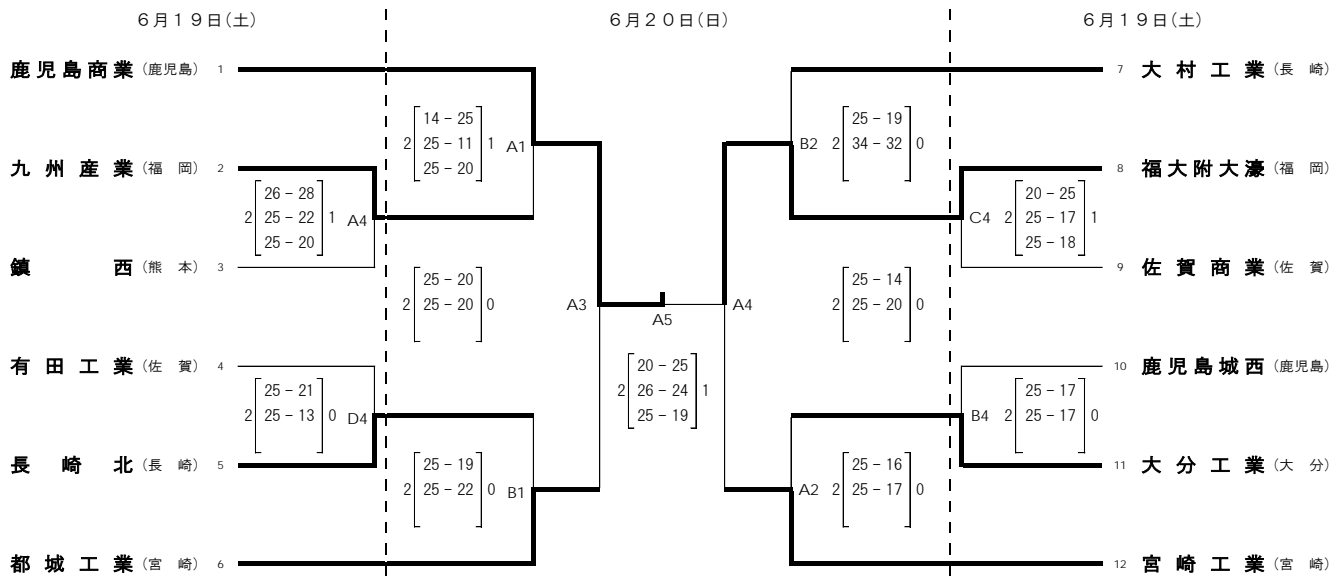 6月19日(土)
6月20日(日)
6月19日(土)
鹿児島商業 (鹿児島) 1
九州産業 (福岡) 2
鎮西 (熊本) 3
有田工業 (佐賀) 4
長崎北 (長崎) 5
都城工業 (宮崎) 6
2 26-28 1
25-22
25-20
A4
2 25-21 0
25-13
D4
2 14-25 1
25-11
25-20
A1
2 25-20 0
25-20
A3
2 25-19 0
25-22
B1
A5
2 20-25 1
26-24
25-19
A4
B2
2 25-19 0
34-32
2 25-14 0
25-20
A2
2 25-16 0
25-17
C4
2 20-25 1
25-17
25-18
B4
2 25-17 0
25-17
7 大村工業 (長崎)
8 福大附大濠 (福岡)
9 佐賀商業 (佐賀)
10 鹿児島城西 (鹿児島)
11 大分工業 (大分)
12 宮崎工業 (宮崎)